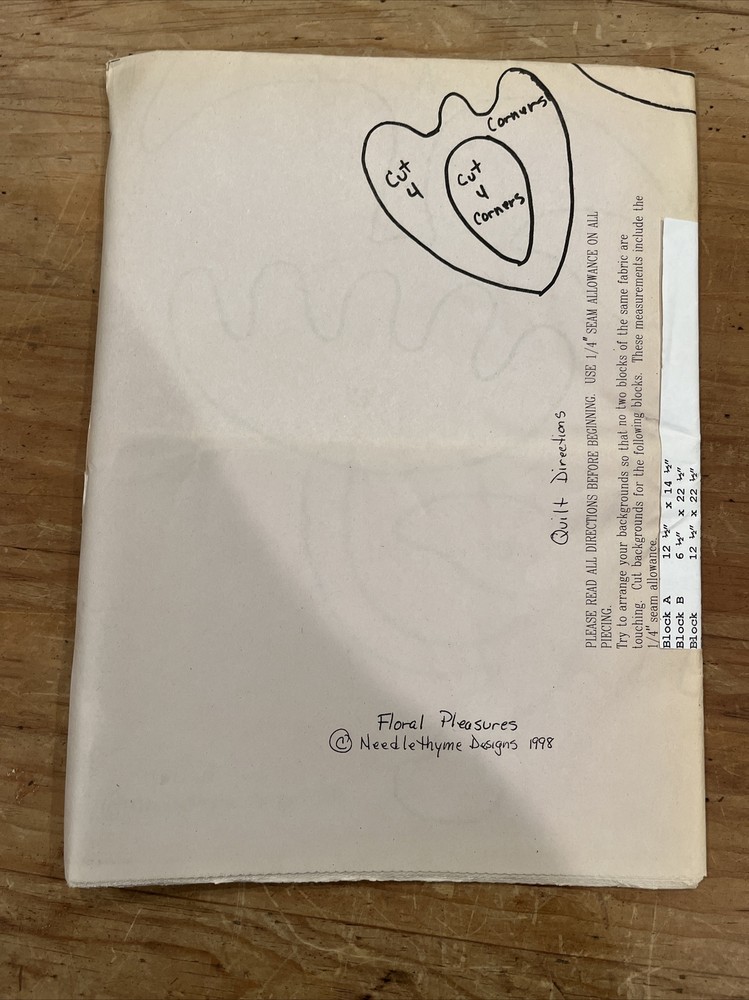 Cut
4
Corners
Cut
4
Corners
Quilt Directions
PLEASE READ ALL DIRECTIONS BEFORE BEGINNING. USE 1/4" SEAM ALLOWANCE ON ALL
PIECING.
Try to arrange your backgrounds so that no two blocks of the same fabric are
touching. Cut backgrounds for the following blocks. These measurements include the
1/4" seam allowance.
Block A 12 ½" x 14 ½"
Block B 6 ½" x 22 ½"
Block 12 ½" x 22 ½"
Floral Pleasures
© Needlethyme Designs 1998